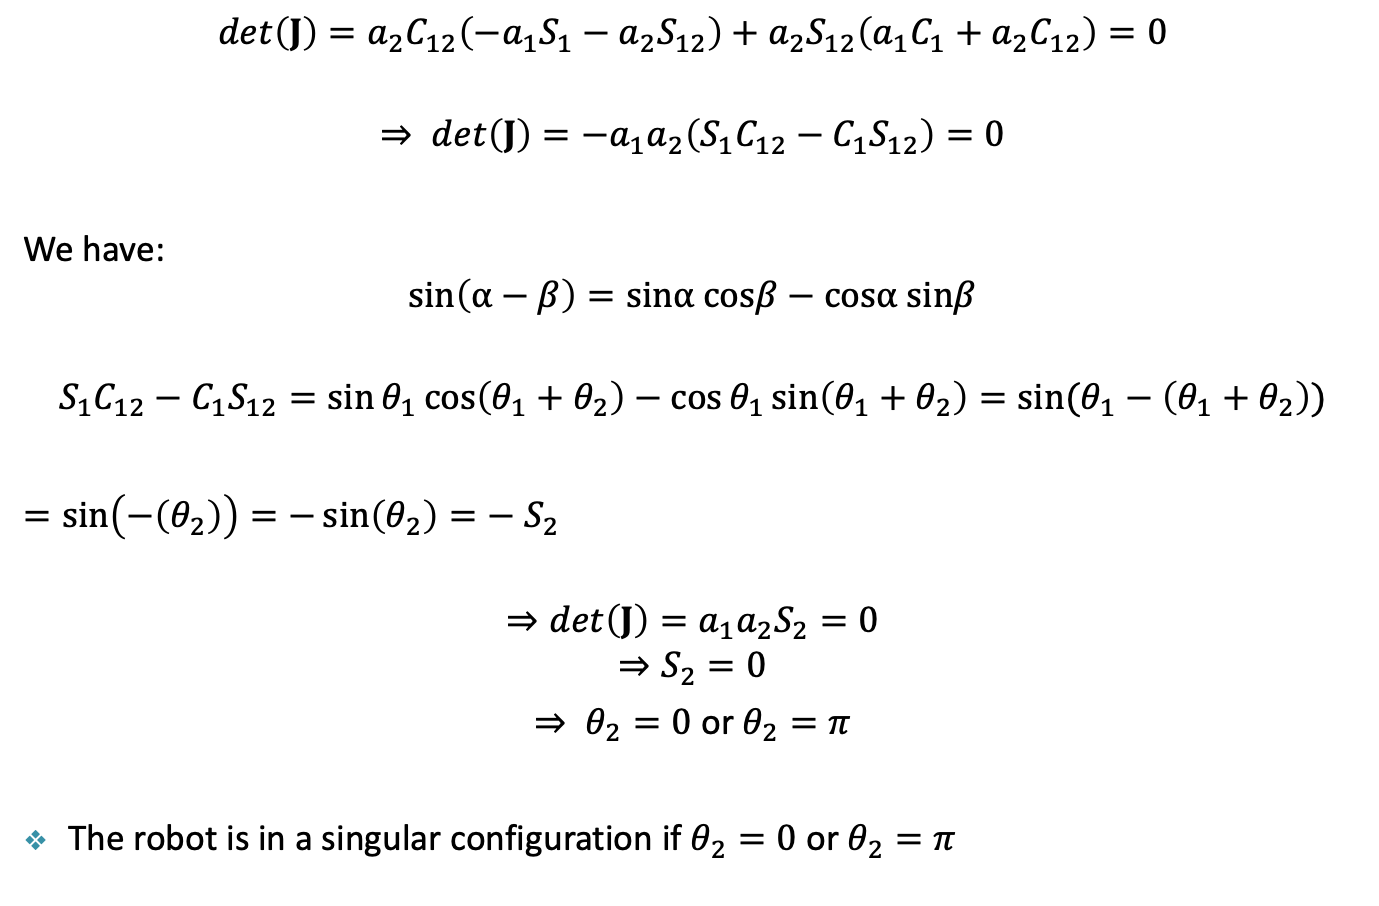 det(J) = a₂C₁₂(−a₁S₁ − a₂S₁₂) + a₂S₁₂(a₁C₁ + a₂C₁₂) = 0
⇒ det(J) = −a₁a₂(S₁C₁₂ − C₁S₁₂) = 0
We have:
sin(α − β) = sinα cosβ − cosα sinβ
S₁C₁₂ − C₁S₁₂ = sin θ₁ cos(θ₁ + θ₂) − cos θ₁ sin(θ₁ + θ₂) = sin(θ₁ − (θ₁ + θ₂))
= sin(−(θ₂)) = − sin(θ₂) = − S₂
⇒ det(J) = a₁a₂S₂ = 0
⇒ S₂ = 0
⇒ θ₂ = 0 or θ₂ = π
❖ The robot is in a singular configuration if θ₂ = 0 or θ₂ = π